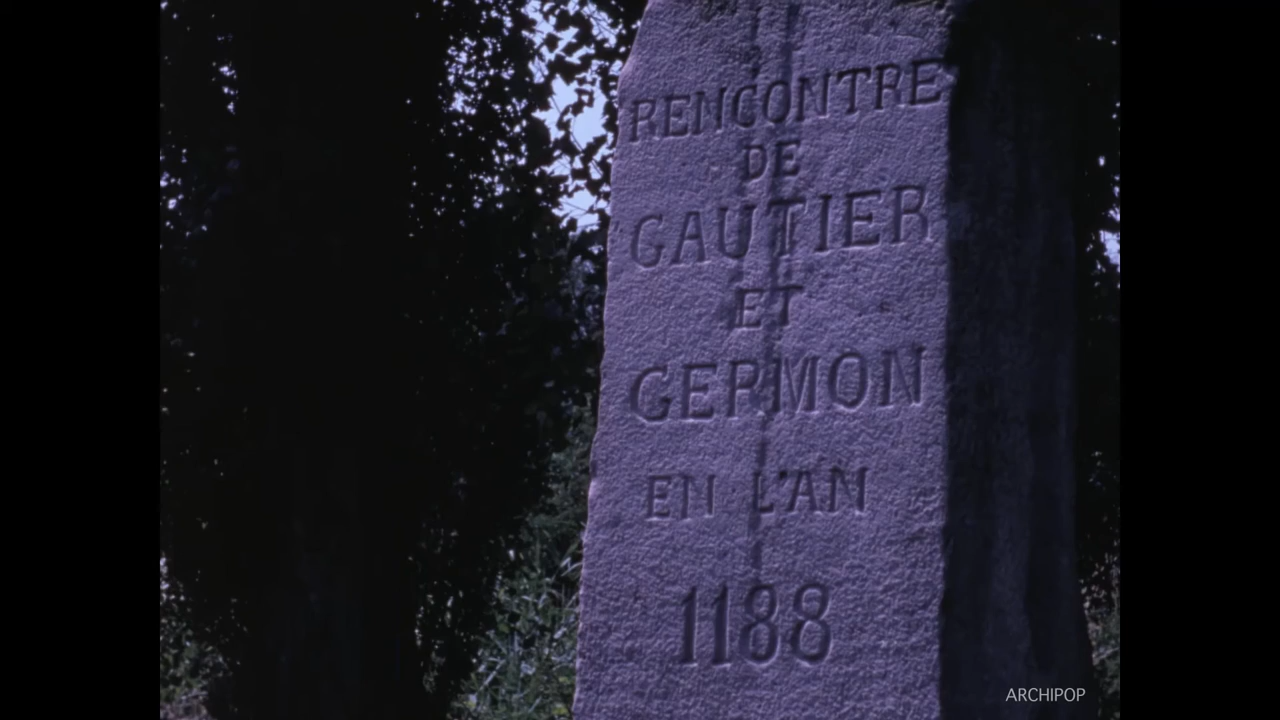 RENCONTRE
DE
GAUTIER
ET
GERMON
EN L'AN
1188
ARCHIPOP